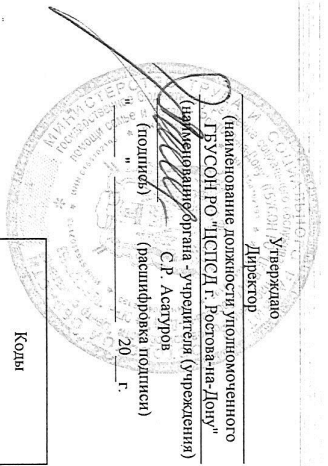 Утверждаю
Директор
(наименование должности уполномоченного
ГБУСОН РО "ЦСПСД г. Ростова-на-Дону"
(наименование органа - учредителя (учреждения)
С.Р. Асатуров
(подпись) (расшифровка подписи)
" " 20 г.
Коды